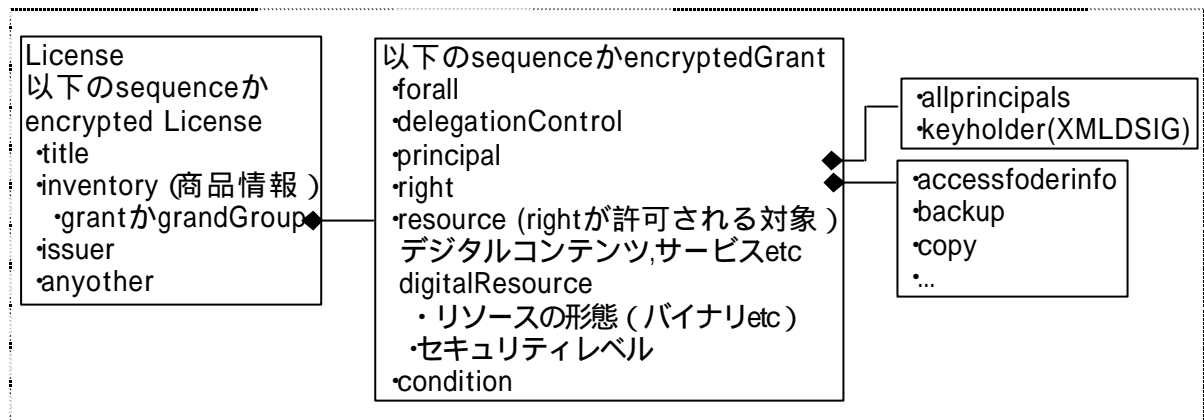 License
以下のsequenceか
encrypted License
・title
・inventory (商品情報)
・grantかgrandGroup
・issuer
・anyother
以下のsequenceかencryptedGrant
・forall
・delegationControl
・principal
・right
・resource (rightが許可される対象)
デジタルコンテンツ,サービスetc
digitalResource
・リソースの形態(バイナリetc)
・セキュリティレベル
・condition
・allprincipals
・keyholder(XMLDSIG)
・accessfoderinfo
・backup
・copy
・...